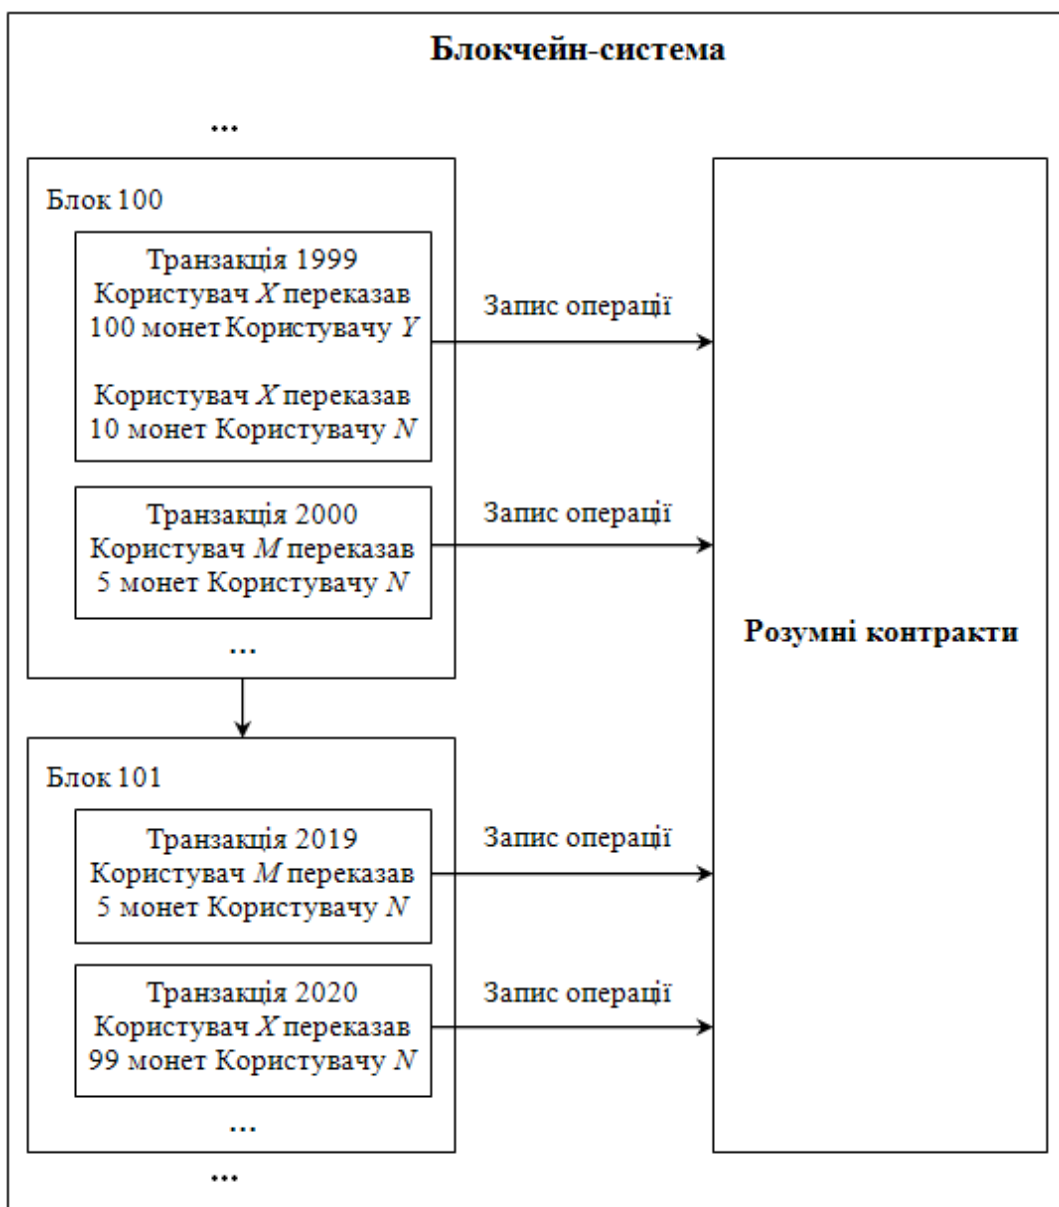 Блокчейн-система
...
Блок 100
Транзакція 1999
Користувач X переказав
100 монет Користувачу Y
Користувач X переказав
10 монет Користувачу N
Запис операції
Транзакція 2000
Користувач M переказав
5 монет Користувачу N
Запис операції
...
Розумні контракти
Блок 101
Транзакція 2019
Користувач M переказав
5 монет Користувачу N
Запис операції
Транзакція 2020
Користувач X переказав
99 монет Користувачу N
Запис операції
...
...